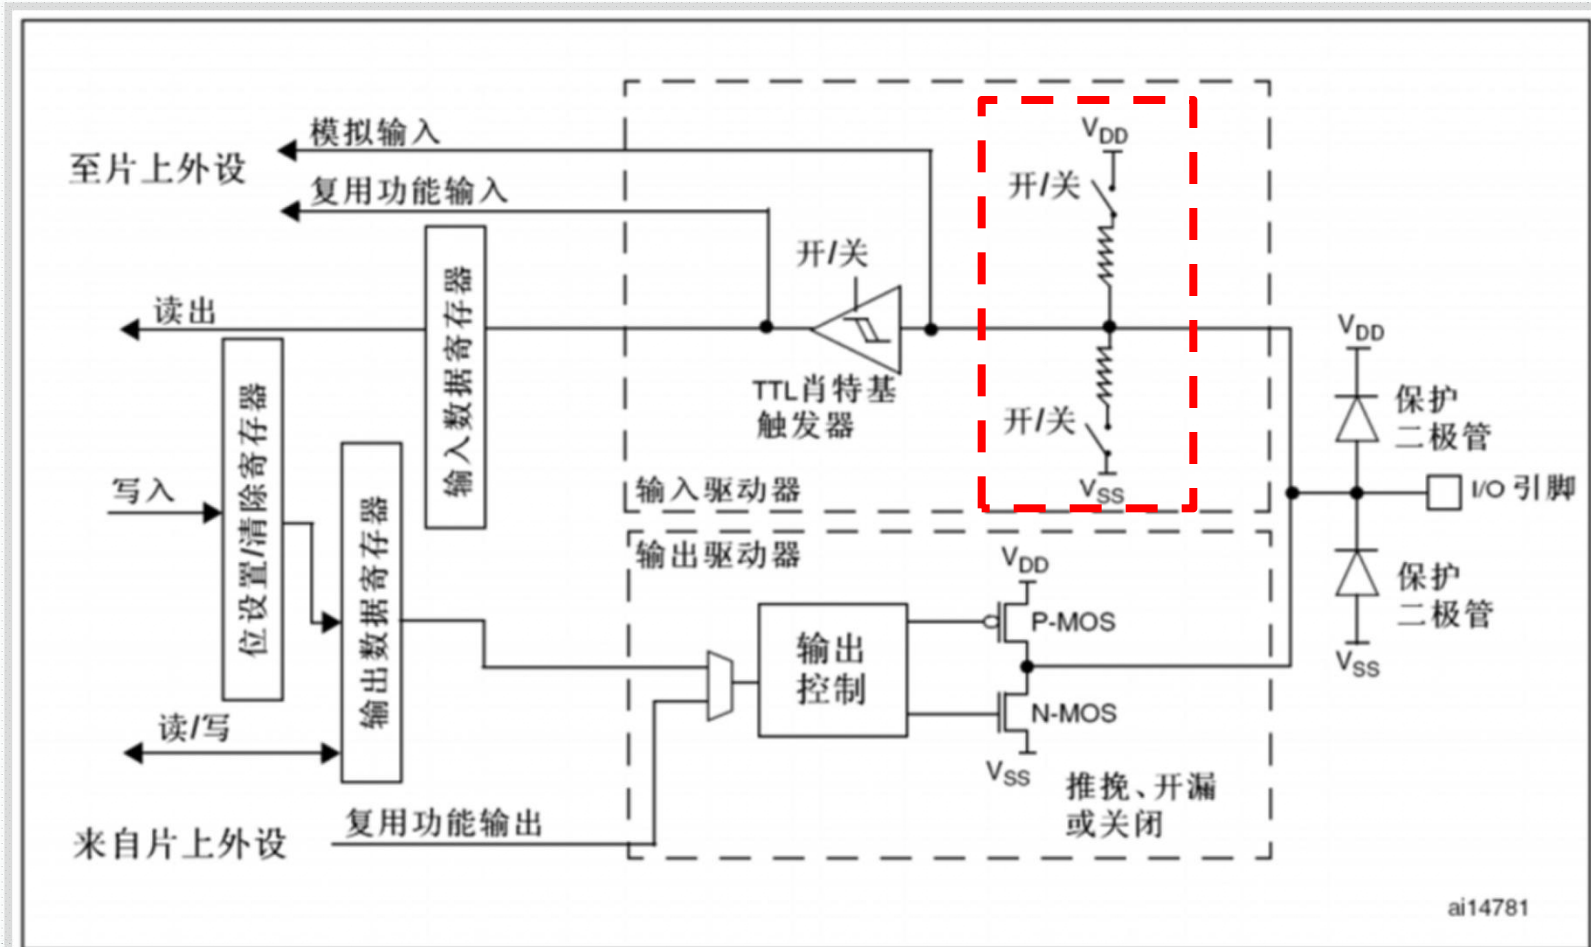 模拟输入
至片上外设
复用功能输入
VDD
开/关
开/关
读出
输入数据寄存器
TTL肖特基
触发器
VDD
保护
二极管
开/关
VSS
输入驱动器
I/O 引脚
写入
位设置/清除寄存器
输出数据寄存器
输出驱动器
VDD
P-MOS
保护
二极管
VSS
输出
控制
N-MOS
VSS
读/写
推挽、开漏
或关闭
复用功能输出
来自片上外设
ai14781